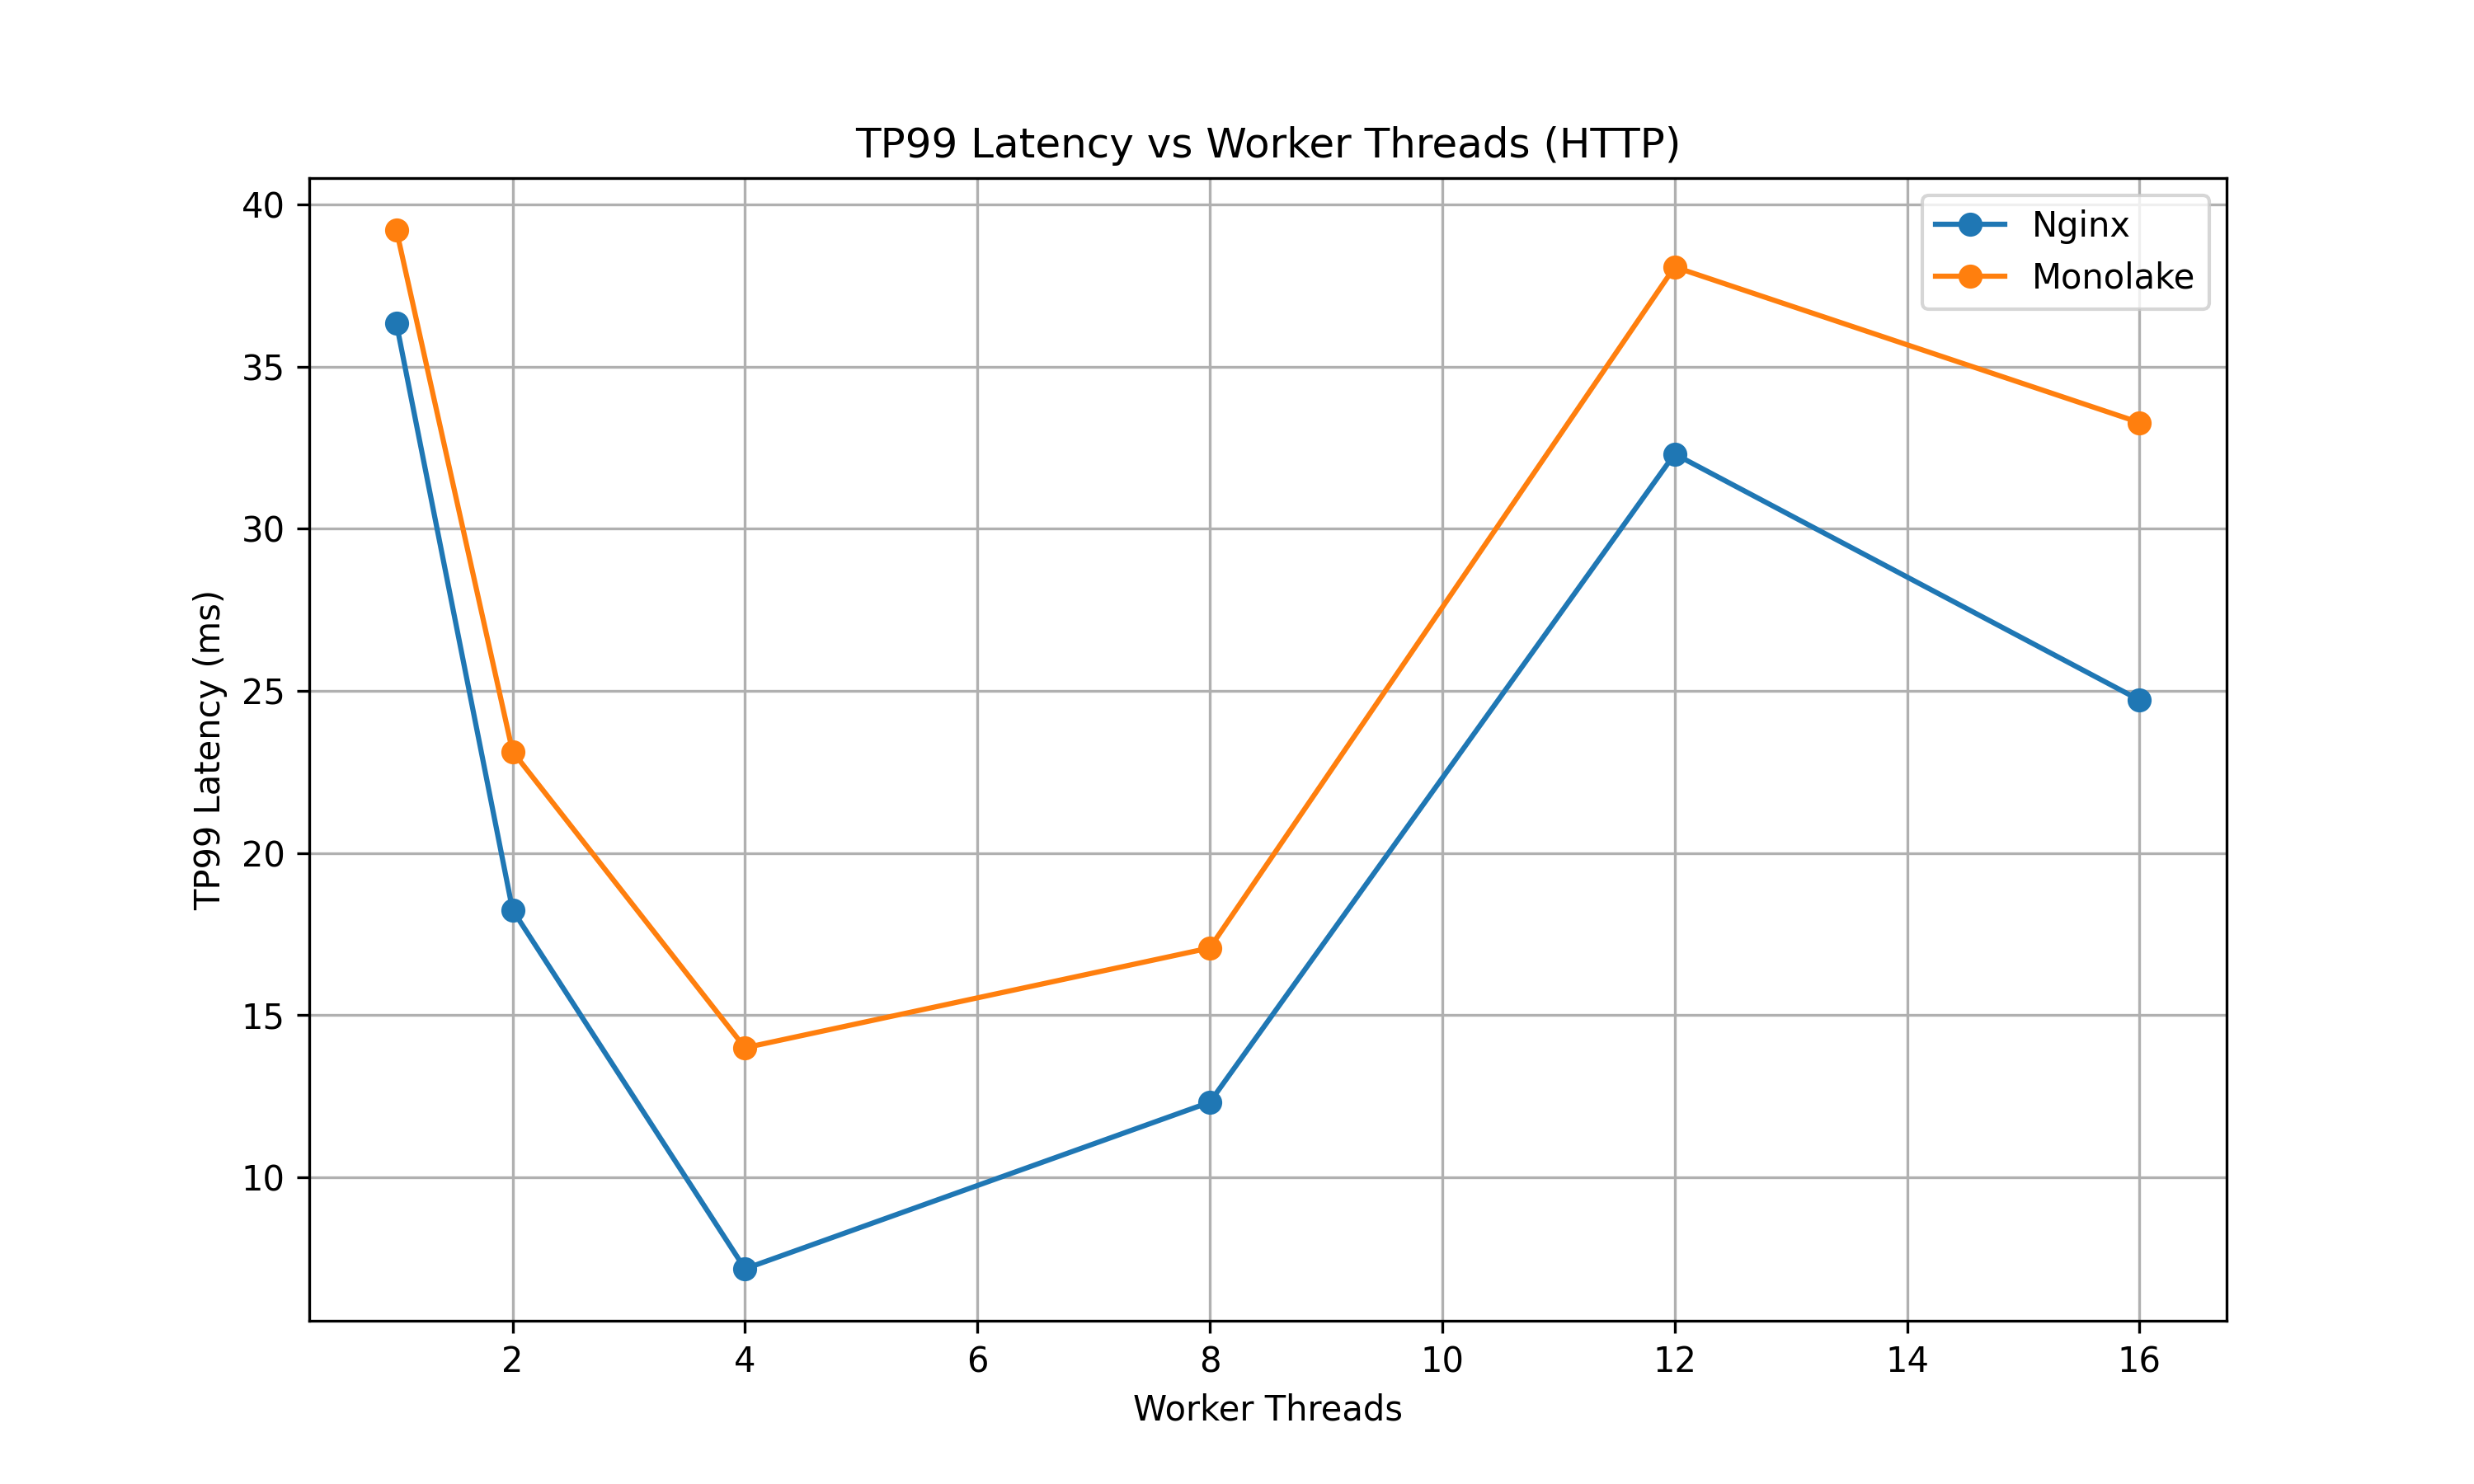 TP99 Latency vs Worker Threads (HTTP)
Nginx
Monolake
40
35
30
25
20
15
10
TP99 Latency (ms)
2 4 6 8 10 12 14 16
Worker Threads